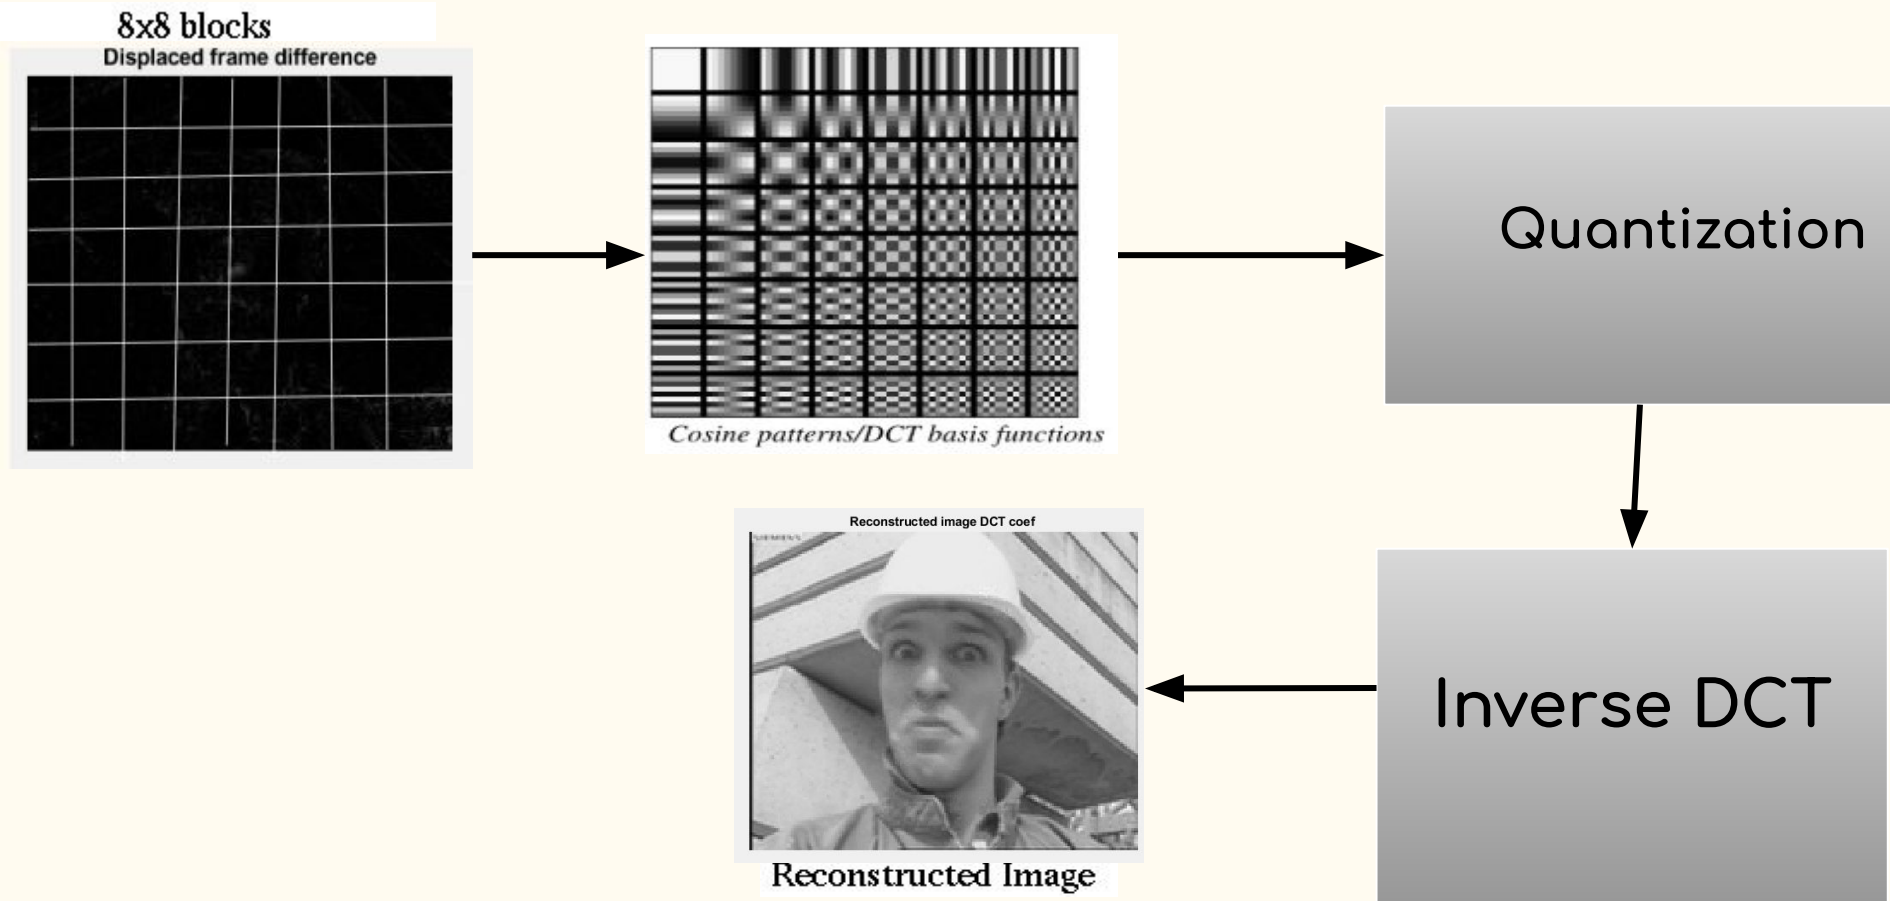 8x8 blocks
Displaced frame difference
Cosine patterns/DCT basis functions
Quantization
Inverse DCT
Reconstructed image DCT coef
SIEMENS
Reconstructed Image